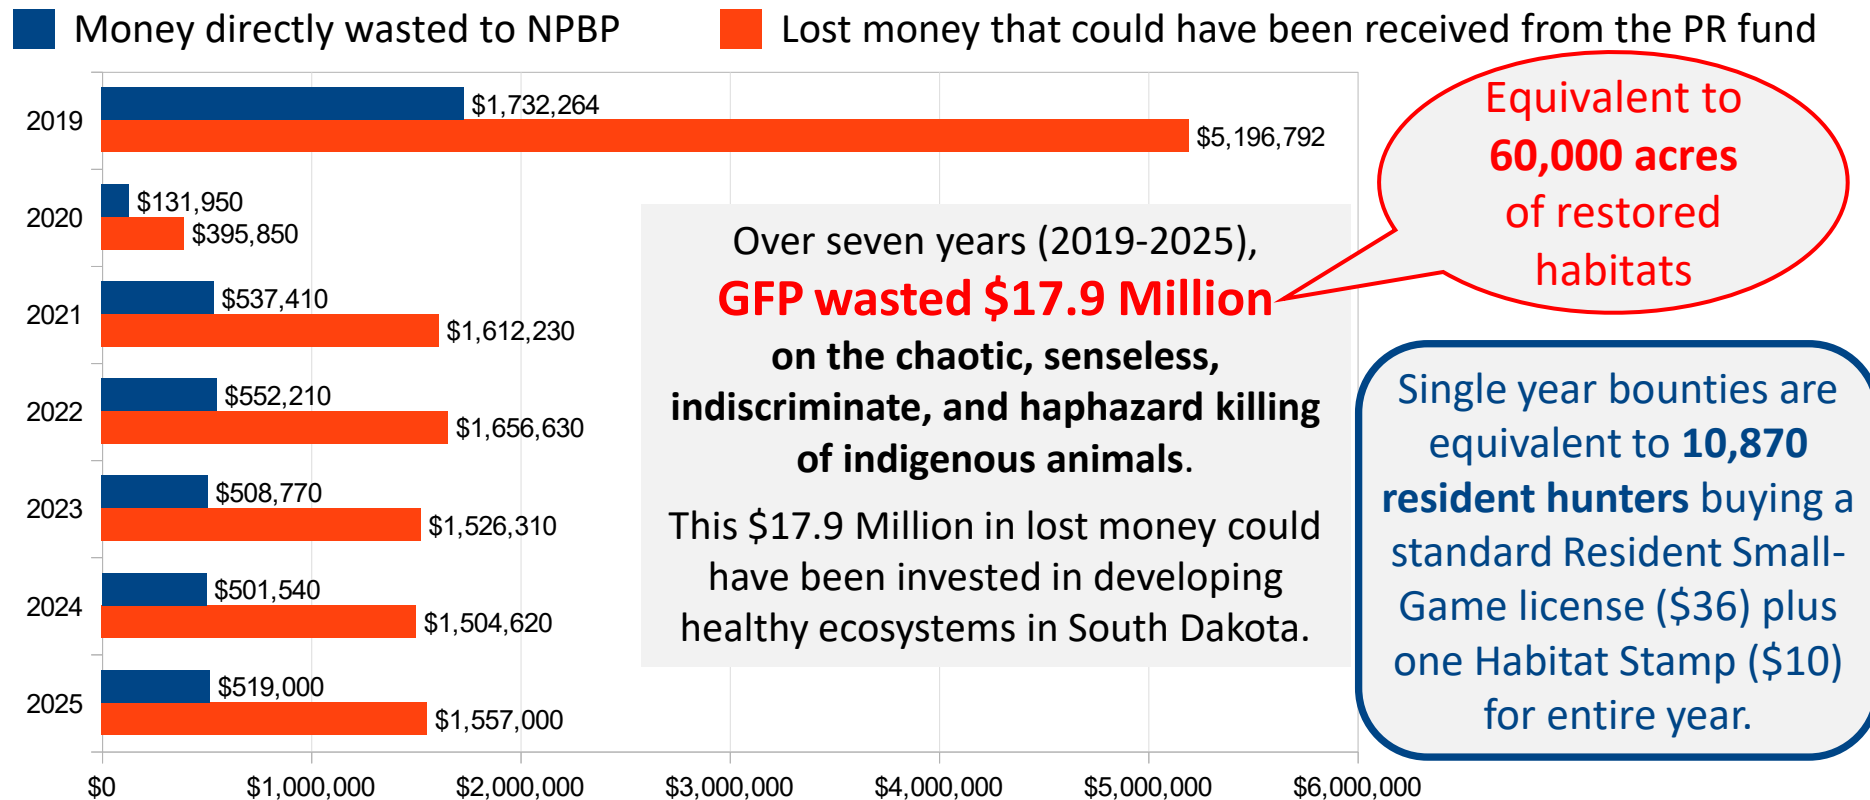 Money directly wasted to NPBP
Lost money that could have been received from the PR fund
2019
$1,732,264
$5,196,792
2020
$131,950
$395,850
2021
$537,410
$1,612,230
2022
$552,210
$1,656,630
2023
$508,770
$1,526,310
2024
$501,540
$1,504,620
2025
$519,000
$1,557,000
$0
$1,000,000
$2,000,000
$3,000,000
$4,000,000
$5,000,000
$6,000,000
Over seven years (2019-2025),
GFP wasted $17.9 Million
on the chaotic, senseless,
indiscriminate, and haphazard killing
of indigenous animals.
This $17.9 Million in lost money could
have been invested in developing
healthy ecosystems in South Dakota.
Equivalent to
60,000 acres
of restored
habitats
Single year bounties are
equivalent to 10,870
resident hunters buying a
standard Resident Small-
Game license ($36) plus
one Habitat Stamp ($10)
for entire year.